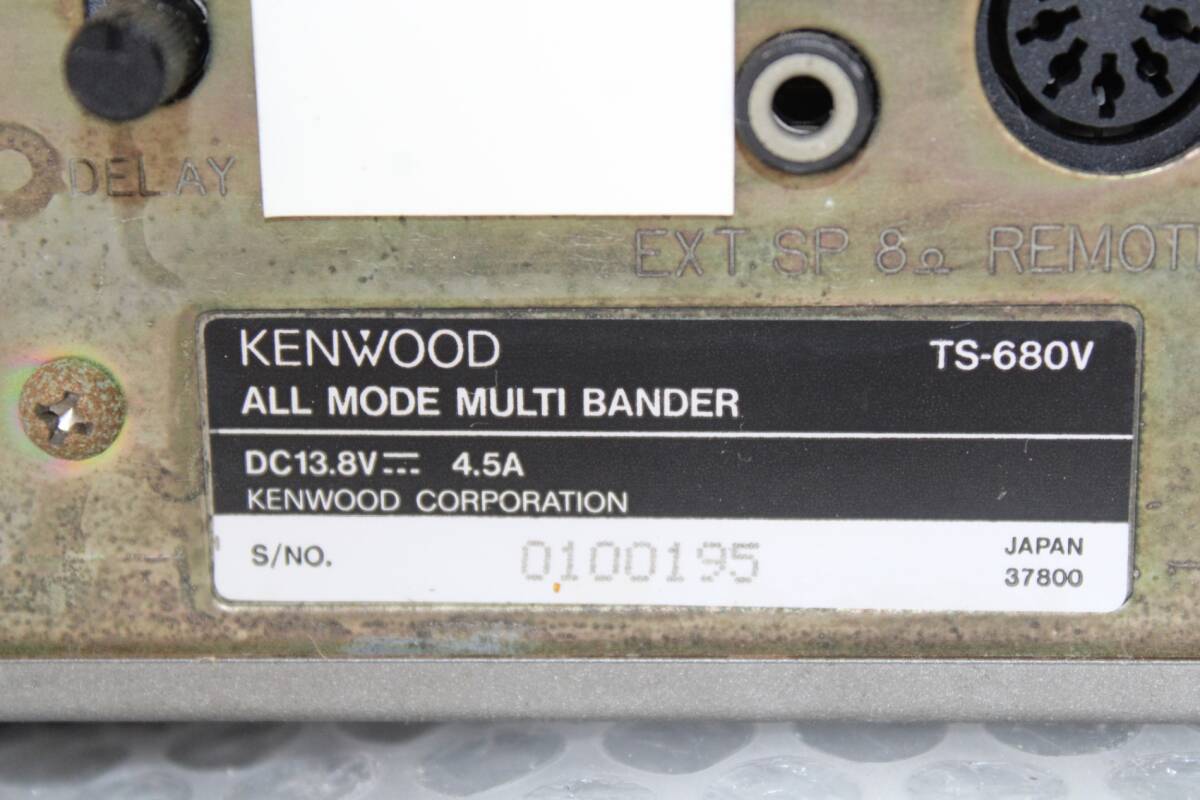 DELAY
EXT SP 8Ω REMOT
KENWOOD TS-680V
ALL MODE MULTI BANDER
DC13.8V⎓ 4.5A
KENWOOD CORPORATION
S/NO. 0100195 JAPAN
37800